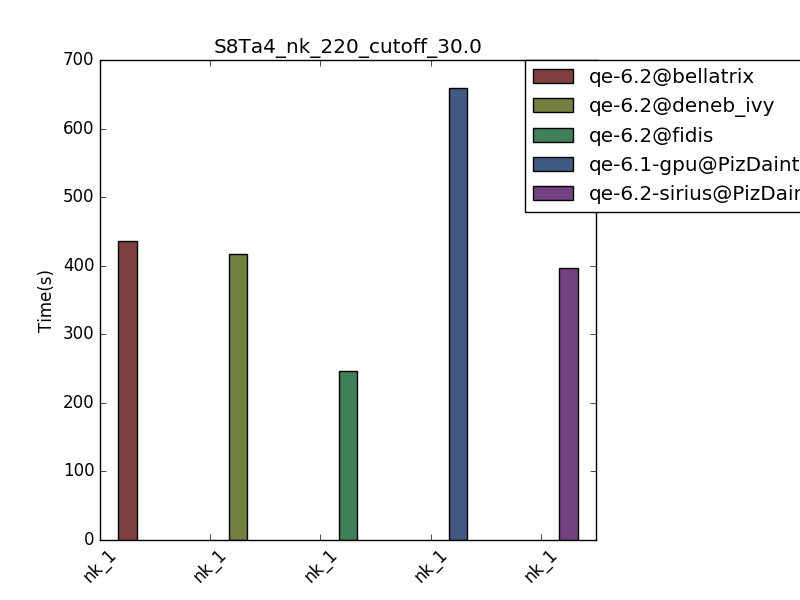 S8Ta4_nk_220_cutoff_30.0
700
600
500
400
300
200
100
0
Time(s)
nk_1
nk_1
nk_1
nk_1
nk_1
qe-6.2@bellatrix
qe-6.2@deneb_ivy
qe-6.2@fidis
qe-6.1-gpu@PizDaint
qe-6.2-sirius@PizDain